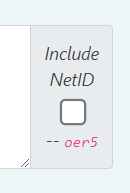 Include
NetID
-- oer5